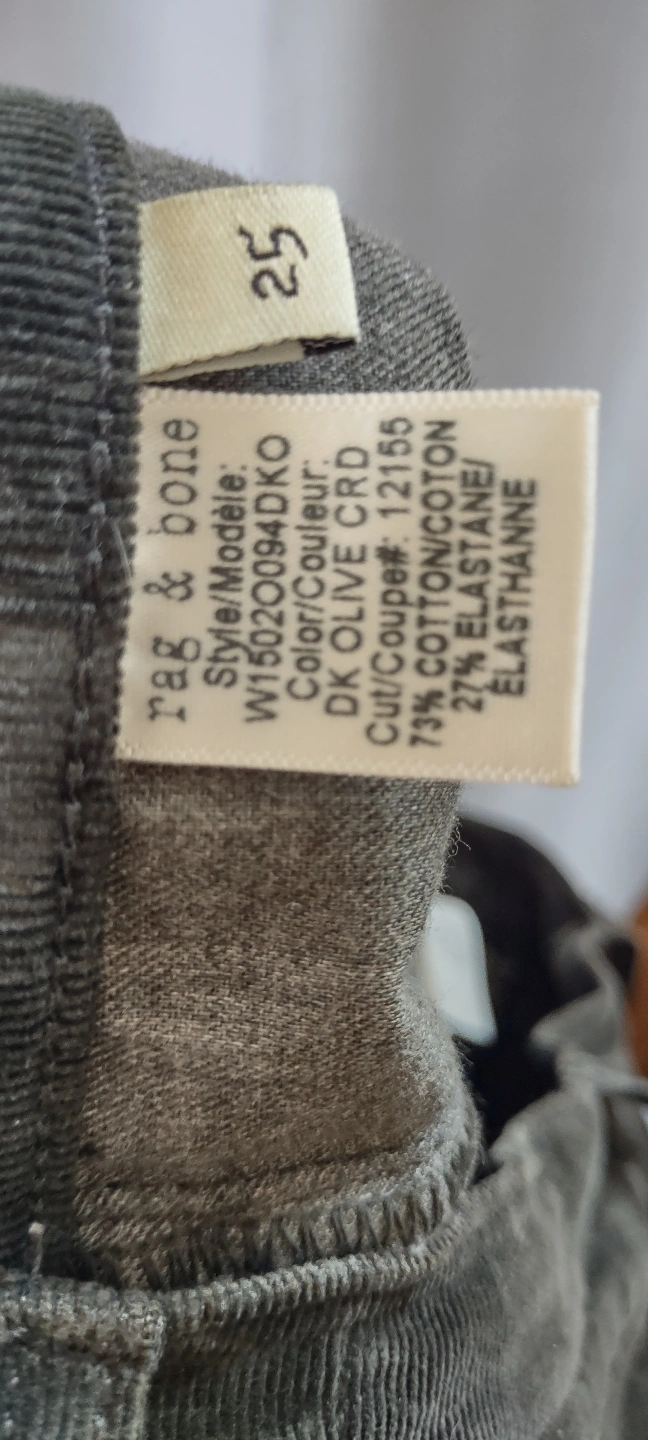 25
rag & bone
Style/Modèle:
W1502O094DKO
Color/Couleur:
DK OLIVE CRD
Cut/Coupe#: 12155
73% COTTON/COTON
27% ELASTANE/
ÉLASTHANNE